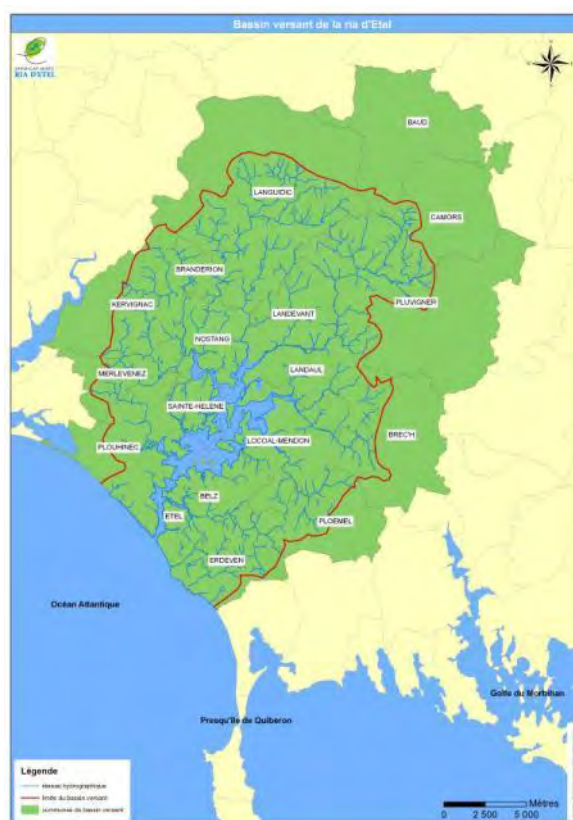 Bassin versant de la ria d'Etel
RIA D'ETEL
BAUD
LANGUIDIC
CAMORS
BRANDERION
KERVIGNAC
PLUVIGNER
LANDEVANT
NOSTANG
MERLEVENEZ
LANDAUL
SAINTE-HELENE
PLOUHINEC
LOCOAL-MENDON
BREC'H
BELZ
ETEL
PLOEMEL
ERDEVEN
Océan Atlantique
Golfe du Morbihan
Presqu'île de Quiberon
Légende
réseau hydrographique
limite du bassin versant
communes du bassin versant
Mètres
0 2 500 5 000